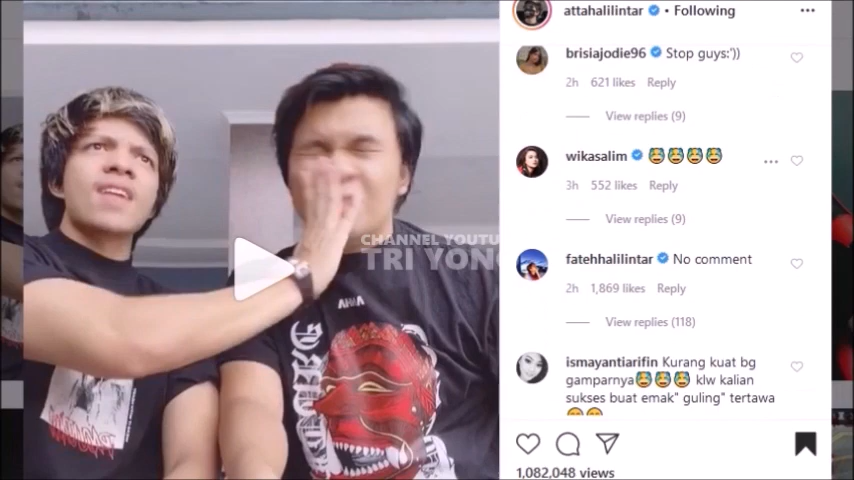 attahalilintar • Following
brisiajodie96 Stop guys:'))
2h 621 likes Reply
View replies (9)
wikasalim
3h 552 likes Reply
View replies (9)
fatehhalilintar No comment
2h 1,869 likes Reply
View replies (118)
ismayantiarifin Kurang kuat bg
gamparnya klw kalian
sukses buat emak" guling" tertawa
1,082,048 views
CHANNEL YOUTU
TRI YONG
AHHA